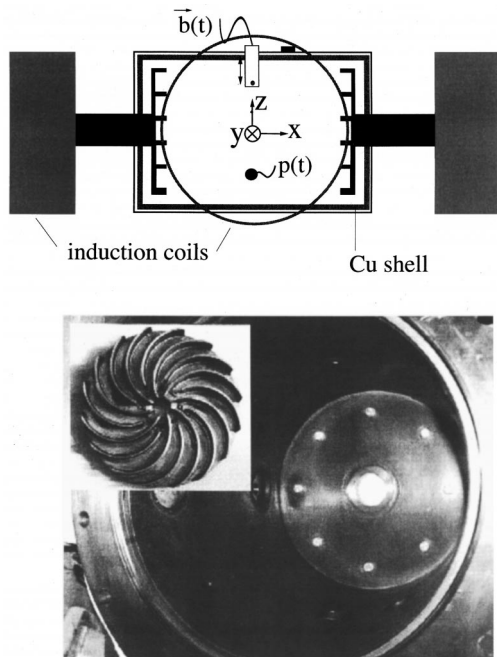 b(t)
z
y
x
p(t)
induction coils
Cu shell